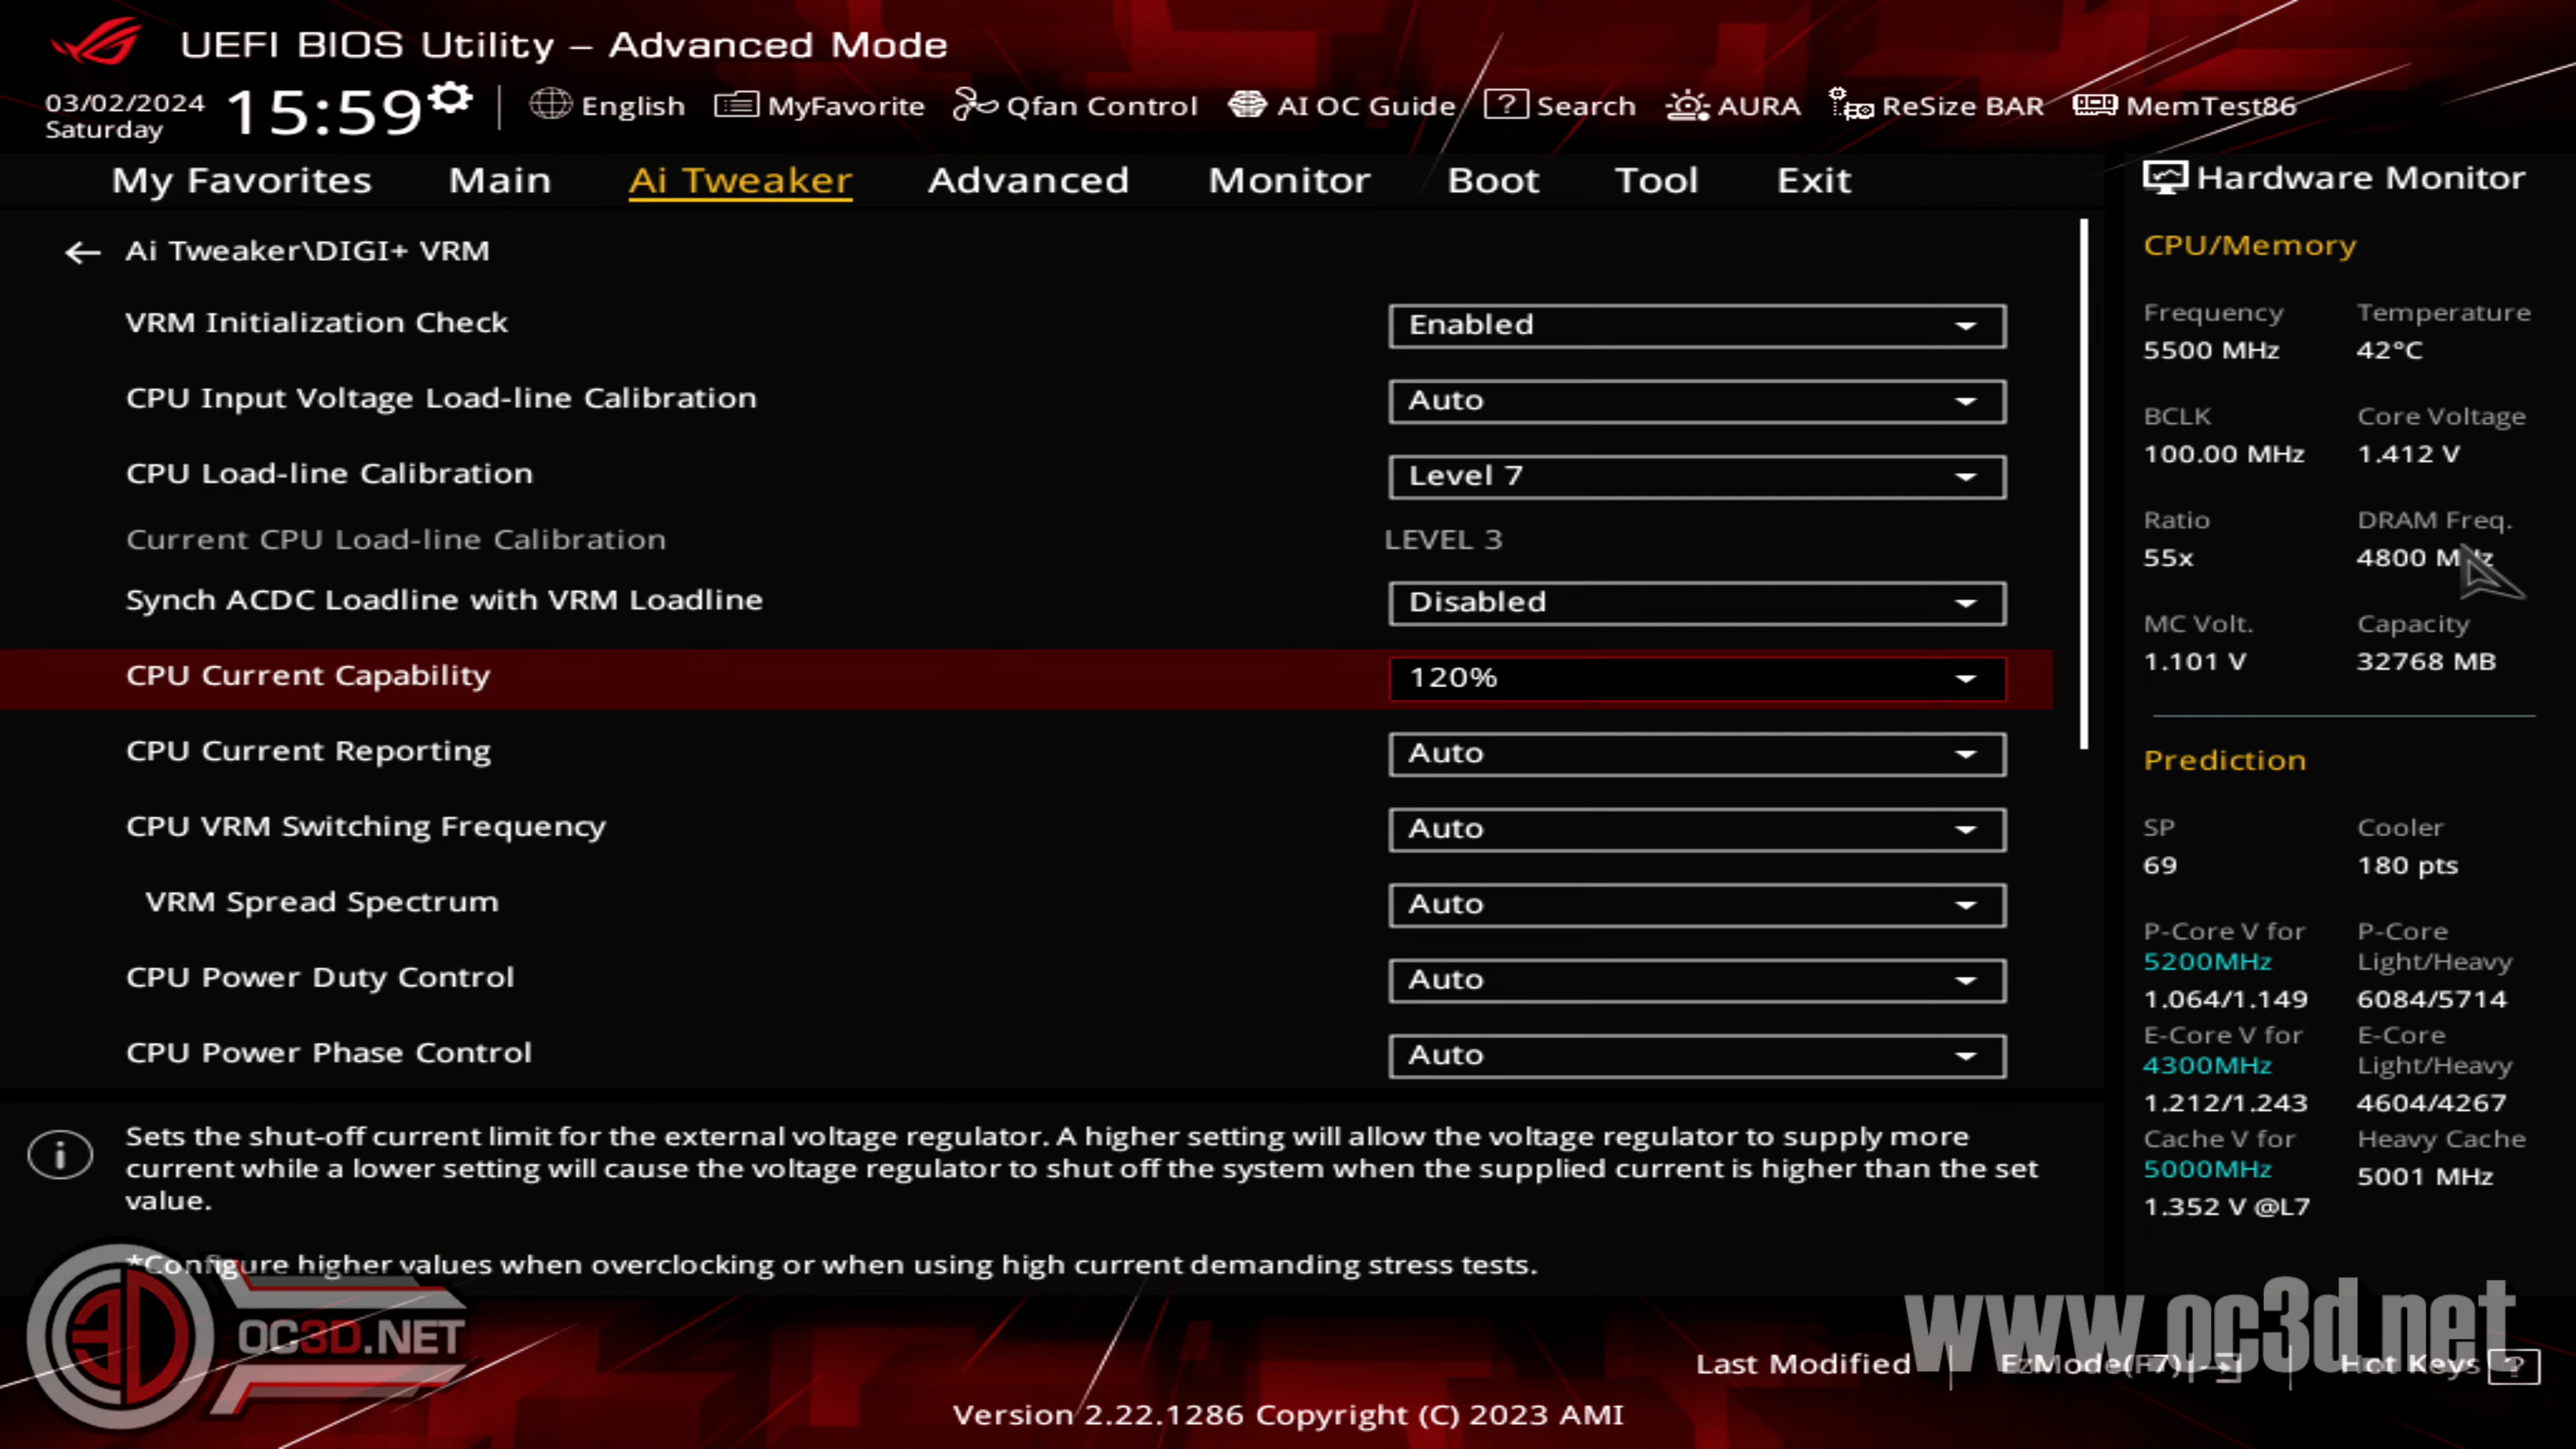 UEFI BIOS Utility – Advanced Mode
03/02/2024
Saturday
15:59
English
MyFavorite
Qfan Control
AI OC Guide
? Search
AURA
ReSize BAR
MemTest86
My Favorites
Main
Ai Tweaker
Advanced
Monitor
Boot
Tool
Exit
Ai Tweaker\DIGI+ VRM
VRM Initialization Check Enabled
CPU Input Voltage Load-line Calibration Auto
CPU Load-line Calibration Level 7
Current CPU Load-line Calibration LEVEL 3
Synch ACDC Loadline with VRM Loadline Disabled
CPU Current Capability 120%
CPU Current Reporting Auto
CPU VRM Switching Frequency Auto
VRM Spread Spectrum Auto
CPU Power Duty Control Auto
CPU Power Phase Control Auto
Sets the shut-off current limit for the external voltage regulator. A higher setting will allow the voltage regulator to supply more
current while a lower setting will cause the voltage regulator to shut off the system when the supplied current is higher than the set
value.
*Configure higher values when overclocking or when using high current demanding stress tests.
Hardware Monitor
CPU/Memory
Frequency Temperature
5500 MHz 42°C
BCLK Core Voltage
100.00 MHz 1.412 V
Ratio DRAM Freq.
55x 4800 MHz
MC Volt. Capacity
1.101 V 32768 MB
Prediction
SP Cooler
69 180 pts
P-Core V for P-Core
5200MHz Light/Heavy
1.064/1.149 6084/5714
E-Core V for E-Core
4300MHz Light/Heavy
1.212/1.243 4604/4267
Cache V for Heavy Cache
5000MHz 5001 MHz
1.352 V @L7
3D OC3D.NET
www.oc3d.net
Last Modified
EzMode(F7)
Hot Keys ?
Version 2.22.1286 Copyright (C) 2023 AMI